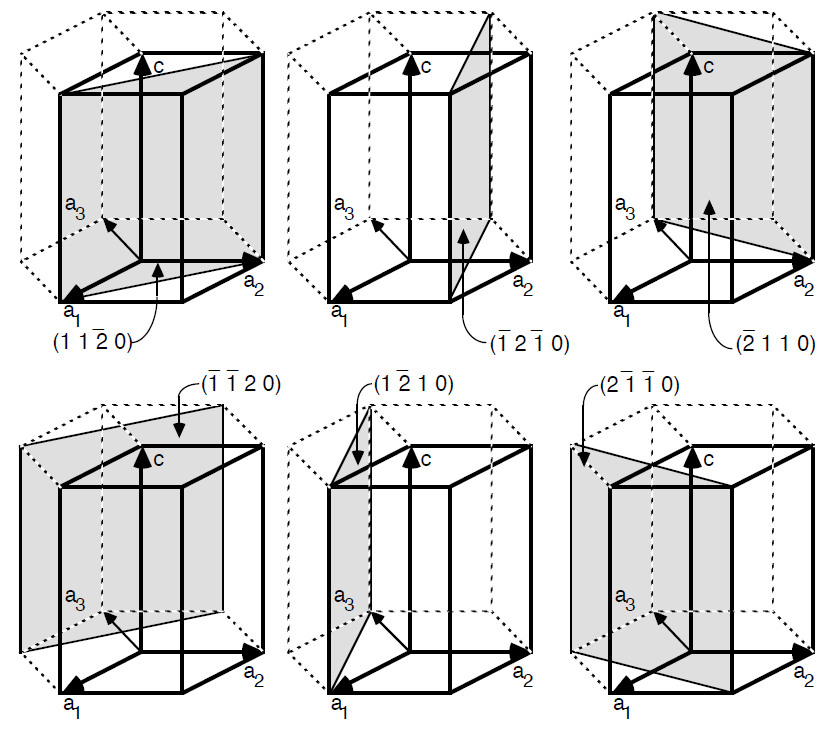 c
c
c
a₃
a₃
a₃
a₂
a₂
a₂
a₁
a₁
a₁
(1 1 2̅ 0)
(1̅ 2 1̅ 0)
(2̅ 1 1 0)
(1̅ 1̅ 2 0)
(1 2̅ 1 0)
(2 1̅ 1̅ 0)
c
c
c
a₃
a₃
a₃
a₂
a₂
a₂
a₁
a₁
a₁